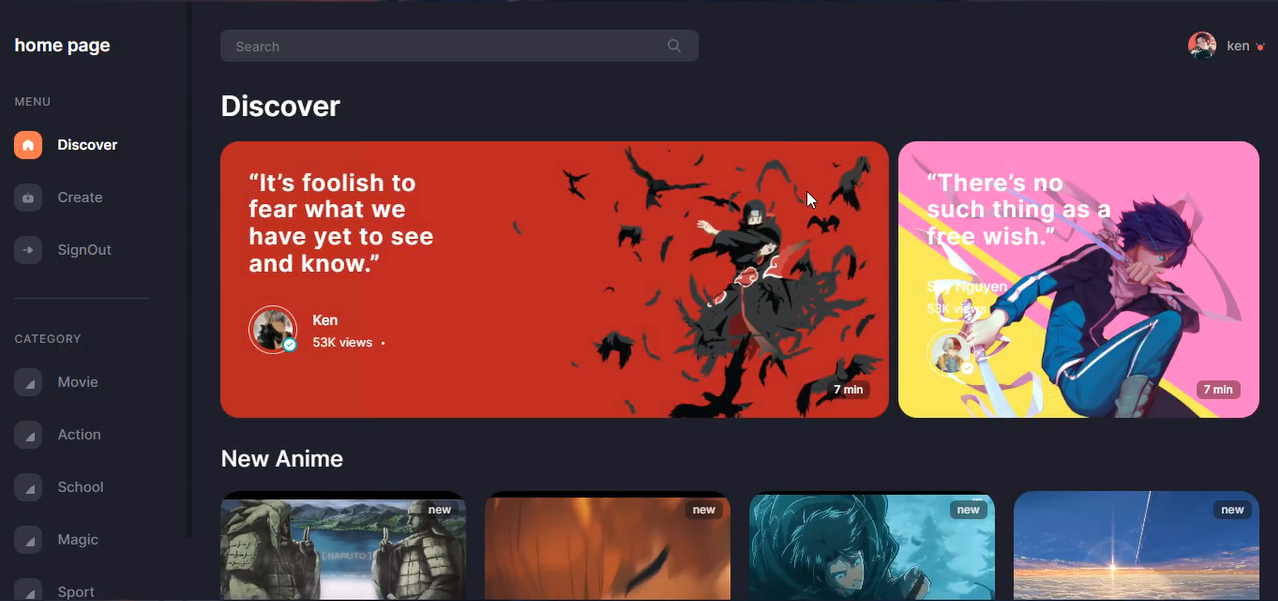 home page
Search
ken
MENU
Discover
Create
SignOut
CATEGORY
Movie
Action
School
Magic
Sport
Discover
“It’s foolish to
fear what we
have yet to see
and know.”
Ken
53K views •
7 min
“There’s no
such thing as a
free wish.”
Nguyen
53K views
7 min
New Anime
new
[ NARUTO ]
new
new
new